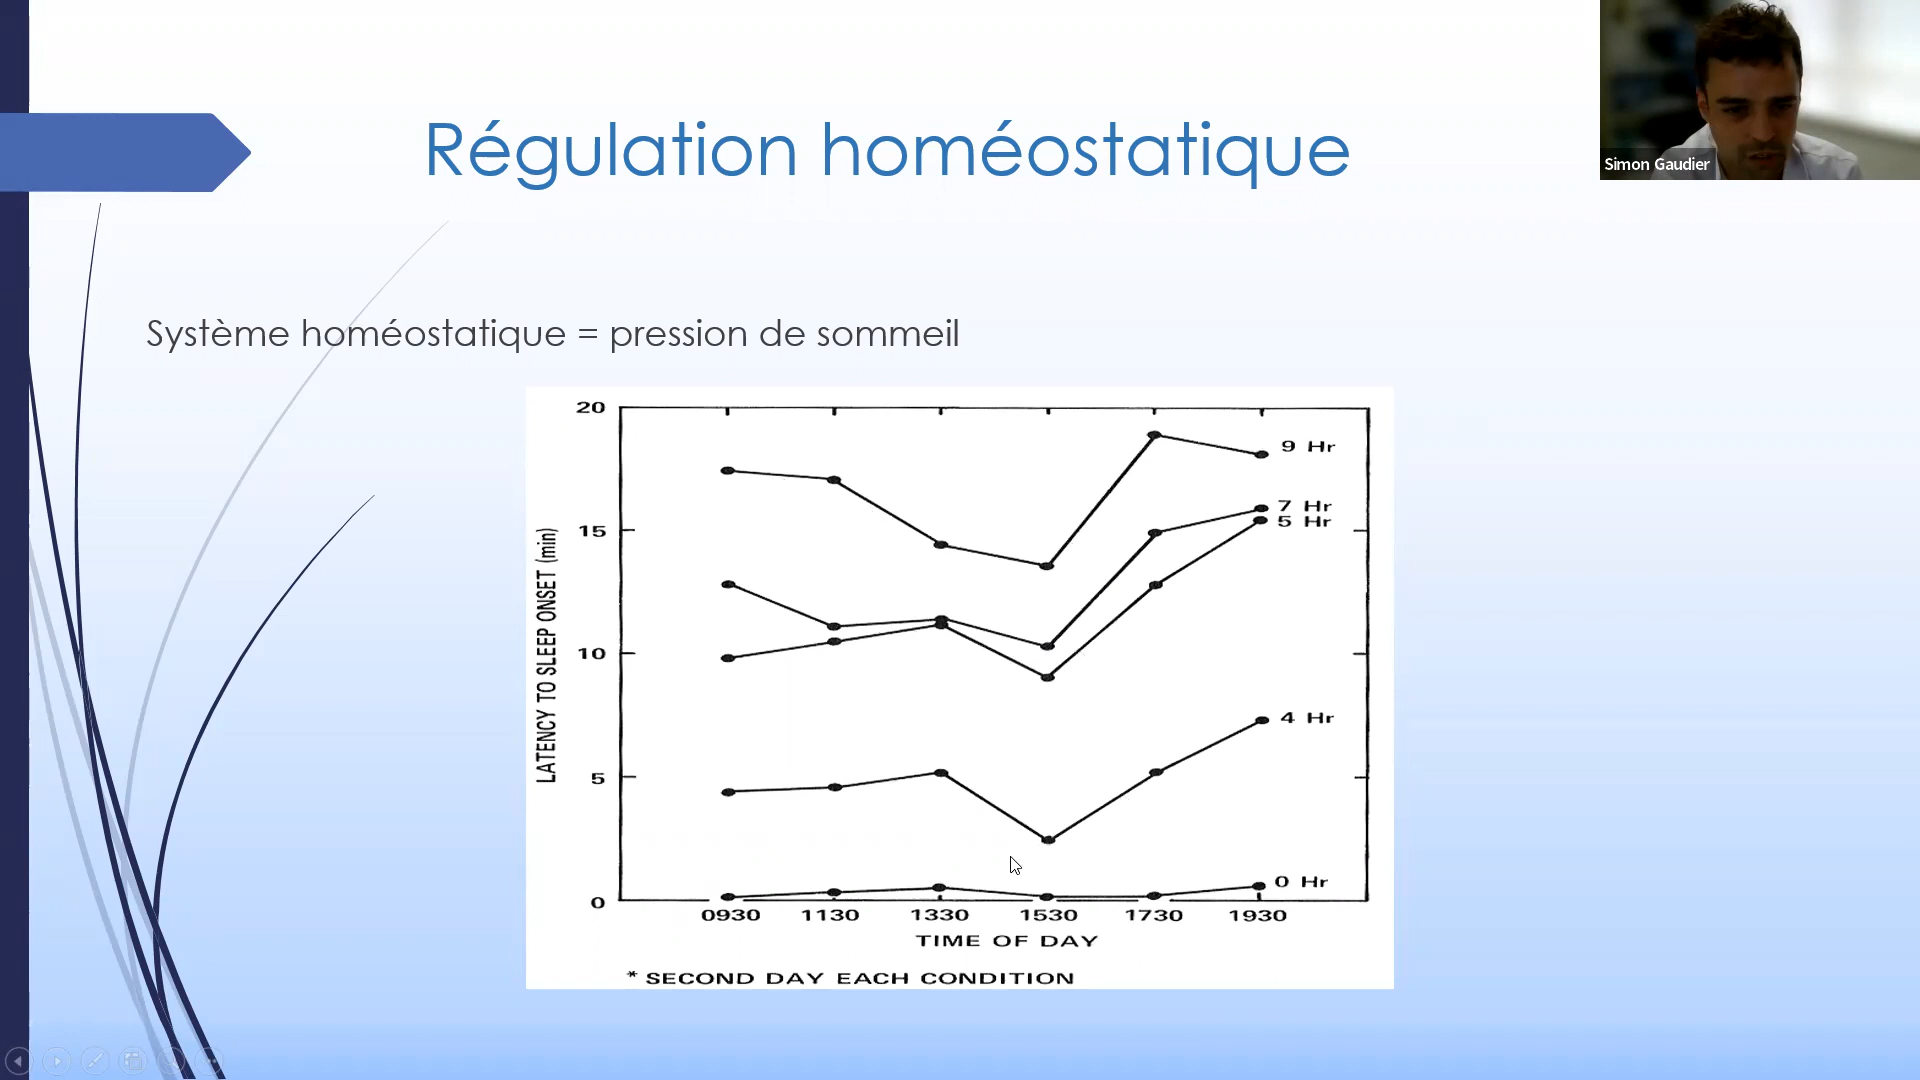 Régulation homéostatique
Simon Gaudier
Système homéostatique = pression de sommeil
20
15
10
5
0
LATENCY TO SLEEP ONSET (min)
9 Hr
7 Hr
5 Hr
4 Hr
0 Hr
0930 1130 1330 1530 1730 1930
TIME OF DAY
* SECOND DAY EACH CONDITION